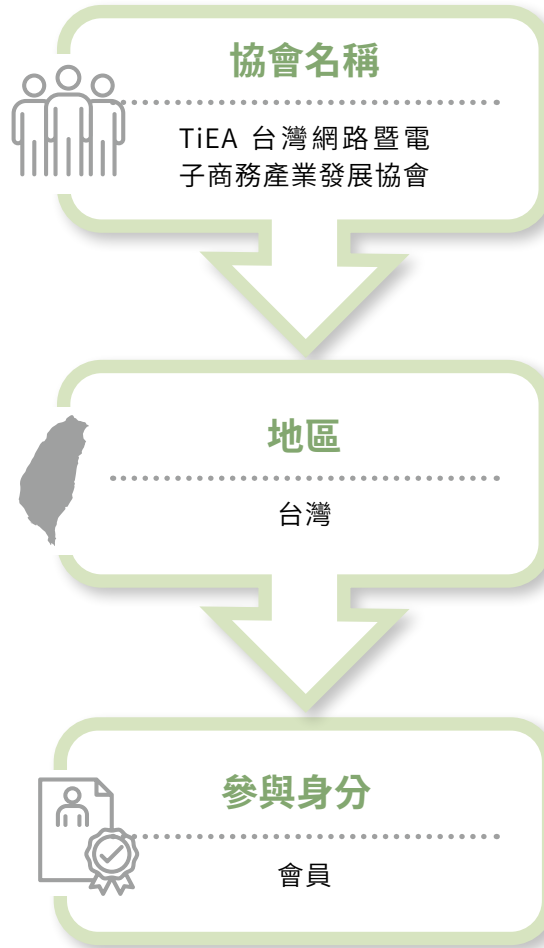 協會名稱
TiEA 台灣網路暨電
子商務產業發展協會
地區
台灣
參與身分
會員